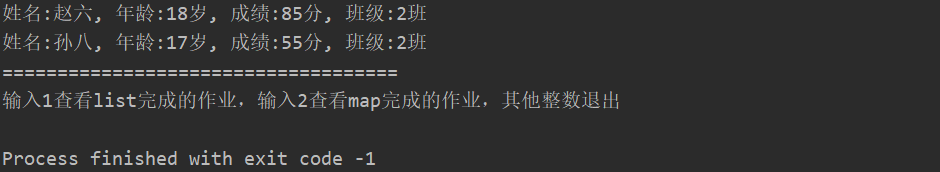 姓名:赵六, 年龄:18岁, 成绩:85分, 班级:2班
姓名:孙八, 年龄:17岁, 成绩:55分, 班级:2班
====================================
输入1查看list完成的作业，输入2查看map完成的作业，其他整数退出
Process finished with exit code -1